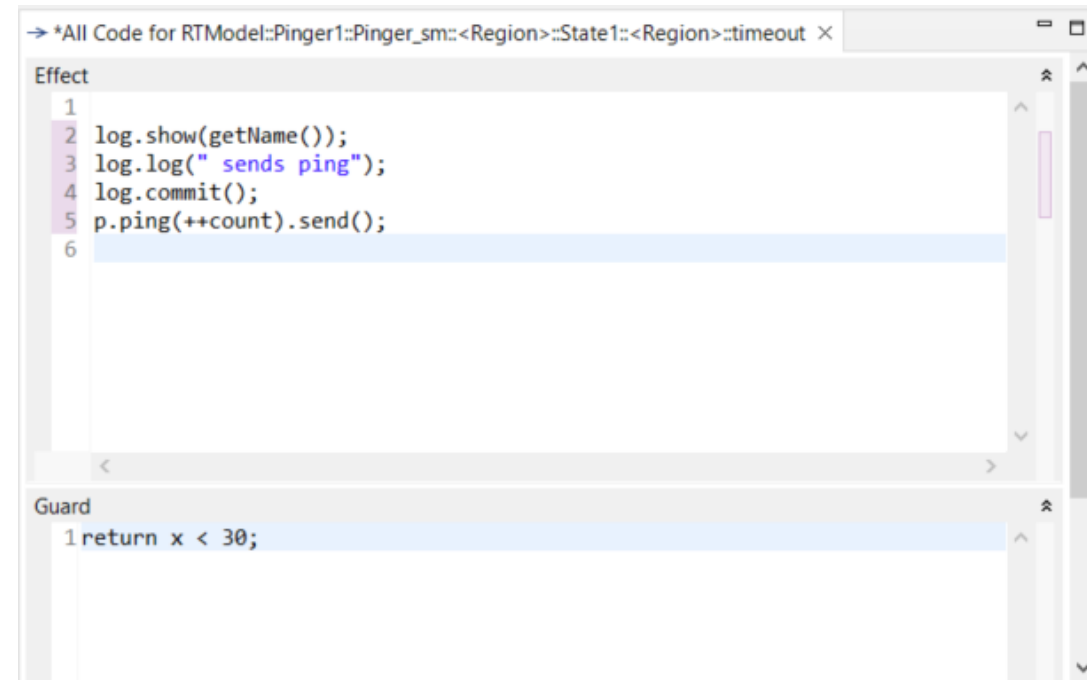 *All Code for RTModel::Pinger1::Pinger_sm::<Region>::State1::<Region>::timeout
Effect
1
2 log.show(getName());
3 log.log(" sends ping");
4 log.commit();
5 p.ping(++count).send();
6
Guard
1 return x < 30;